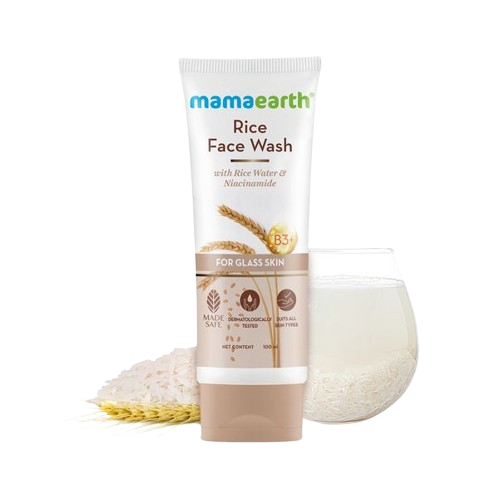 mamaearth®
Rice
Face Wash
with Rice Water &
Niacinamide
B3+
FOR GLASS SKIN
MADE SAFE
DERMATOLOGICALLY TESTED
SUITS ALL SKIN TYPES
NET CONTENT 100 ml